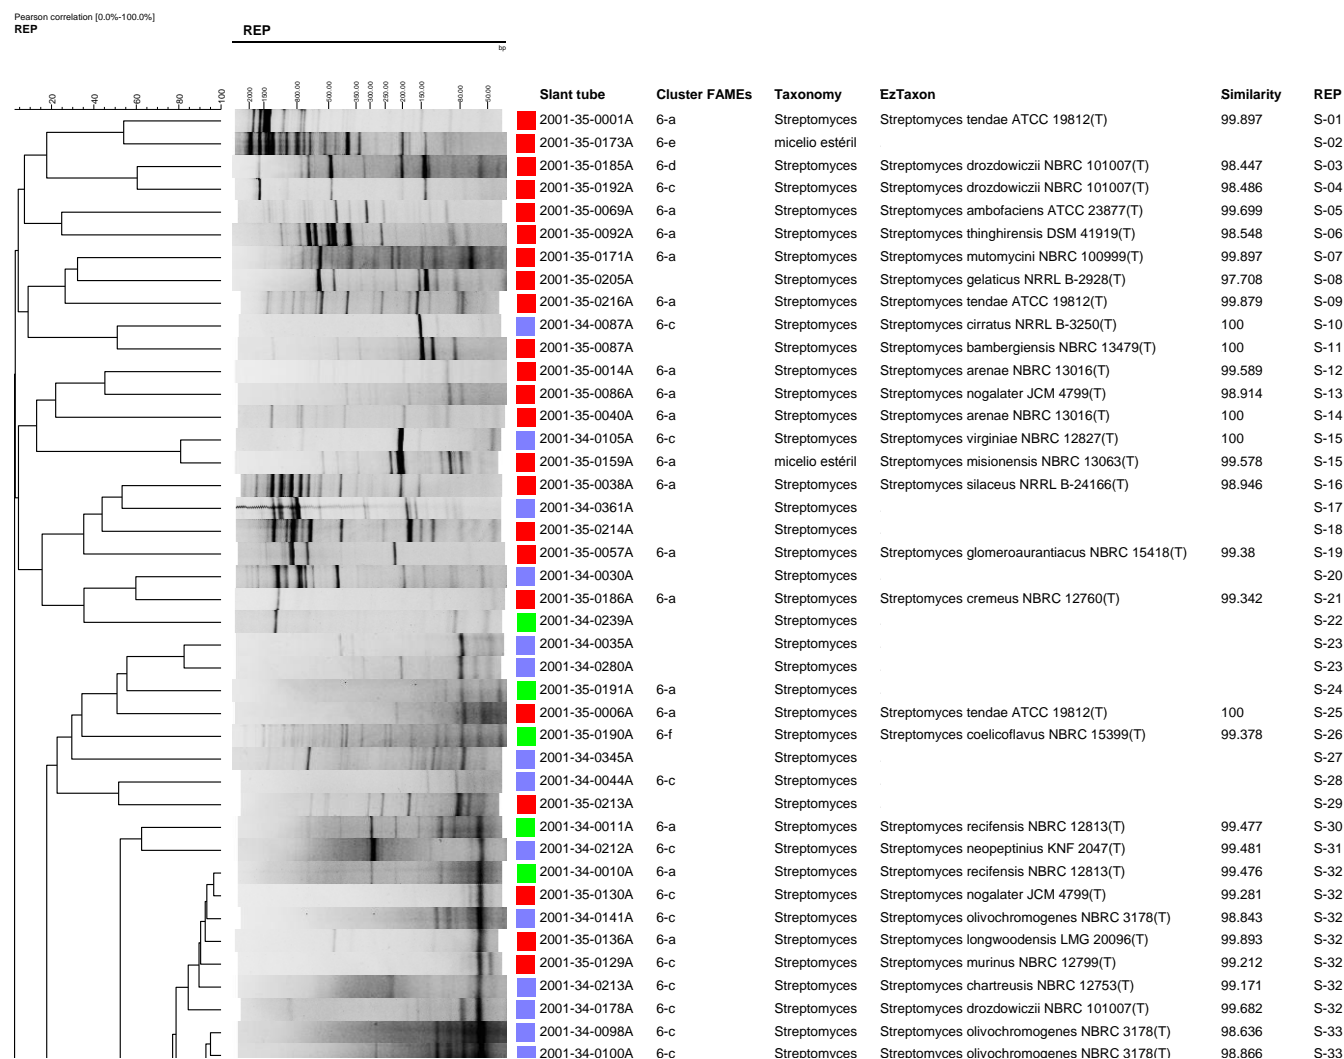 Pearson correlation [0.0%-100.0%]
REP
REP
bp
20 40 60 80 100
2000 1500 800.00 500.00 350.00 300.00 250.00 200.00 150.00 80.00 50.00
Slant tube Cluster FAMEs Taxonomy EzTaxon Similarity REP
2001-35-0001A 6-a Streptomyces Streptomyces tendae ATCC 19812(T) 99.897 S-01
2001-35-0173A 6-e micelio estéril S-02
2001-35-0185A 6-d Streptomyces Streptomyces drozdowiczii NBRC 101007(T) 98.447 S-03
2001-35-0192A 6-c Streptomyces Streptomyces drozdowiczii NBRC 101007(T) 98.486 S-04
2001-35-0069A 6-a Streptomyces Streptomyces ambofaciens ATCC 23877(T) 99.699 S-05
2001-35-0092A 6-a Streptomyces Streptomyces thinghirensis DSM 41919(T) 98.548 S-06
2001-35-0171A 6-a Streptomyces Streptomyces mutomycini NBRC 100999(T) 99.897 S-07
2001-35-0205A Streptomyces Streptomyces gelaticus NRRL B-2928(T) 97.708 S-08
2001-35-0216A 6-a Streptomyces Streptomyces tendae ATCC 19812(T) 99.879 S-09
2001-34-0087A 6-c Streptomyces Streptomyces cirratus NRRL B-3250(T) 100 S-10
2001-35-0087A Streptomyces Streptomyces bambergiensis NBRC 13479(T) 100 S-11
2001-35-0014A 6-a Streptomyces Streptomyces arenae NBRC 13016(T) 99.589 S-12
2001-35-0086A 6-a Streptomyces Streptomyces nogalater JCM 4799(T) 98.914 S-13
2001-35-0040A 6-a Streptomyces Streptomyces arenae NBRC 13016(T) 100 S-14
2001-34-0105A 6-c Streptomyces Streptomyces virginiae NBRC 12827(T) 100 S-15
2001-35-0159A 6-a micelio estéril Streptomyces misionensis NBRC 13063(T) 99.578 S-15
2001-35-0038A 6-a Streptomyces Streptomyces silaceus NRRL B-24166(T) 98.946 S-16
2001-34-0361A Streptomyces S-17
2001-35-0214A Streptomyces S-18
2001-35-0057A 6-a Streptomyces Streptomyces glomeroaurantiacus NBRC 15418(T) 99.38 S-19
2001-34-0030A Streptomyces S-20
2001-35-0186A 6-a Streptomyces Streptomyces cremeus NBRC 12760(T) 99.342 S-21
2001-34-0239A Streptomyces S-22
2001-34-0035A Streptomyces S-23
2001-34-0280A Streptomyces S-23
2001-35-0191A 6-a Streptomyces S-24
2001-35-0006A 6-a Streptomyces Streptomyces tendae ATCC 19812(T) 100 S-25
2001-35-0190A 6-f Streptomyces Streptomyces coelicoflavus NBRC 15399(T) 99.378 S-26
2001-34-0345A Streptomyces S-27
2001-34-0044A 6-c Streptomyces S-28
2001-35-0213A Streptomyces S-29
2001-34-0011A 6-a Streptomyces Streptomyces recifensis NBRC 12813(T) 99.477 S-30
2001-34-0212A 6-c Streptomyces Streptomyces neopeptinius KNF 2047(T) 99.481 S-31
2001-34-0010A 6-a Streptomyces Streptomyces recifensis NBRC 12813(T) 99.476 S-32
2001-35-0130A 6-c Streptomyces Streptomyces nogalater JCM 4799(T) 99.281 S-32
2001-34-0141A 6-c Streptomyces Streptomyces olivochromogenes NBRC 3178(T) 98.843 S-32
2001-35-0136A 6-a Streptomyces Streptomyces longwoodensis LMG 20096(T) 99.893 S-32
2001-35-0129A 6-c Streptomyces Streptomyces murinus NBRC 12799(T) 99.212 S-32
2001-34-0213A 6-c Streptomyces Streptomyces chartreusis NBRC 12753(T) 99.171 S-32
2001-34-0178A 6-c Streptomyces Streptomyces drozdowiczii NBRC 101007(T) 99.682 S-32
2001-34-0098A 6-c Streptomyces Streptomyces olivochromogenes NBRC 3178(T) 98.636 S-33
2001-34-0100A 6-c Streptomyces Streptomyces olivochromogenes NBRC 3178(T) 98.866 S-33